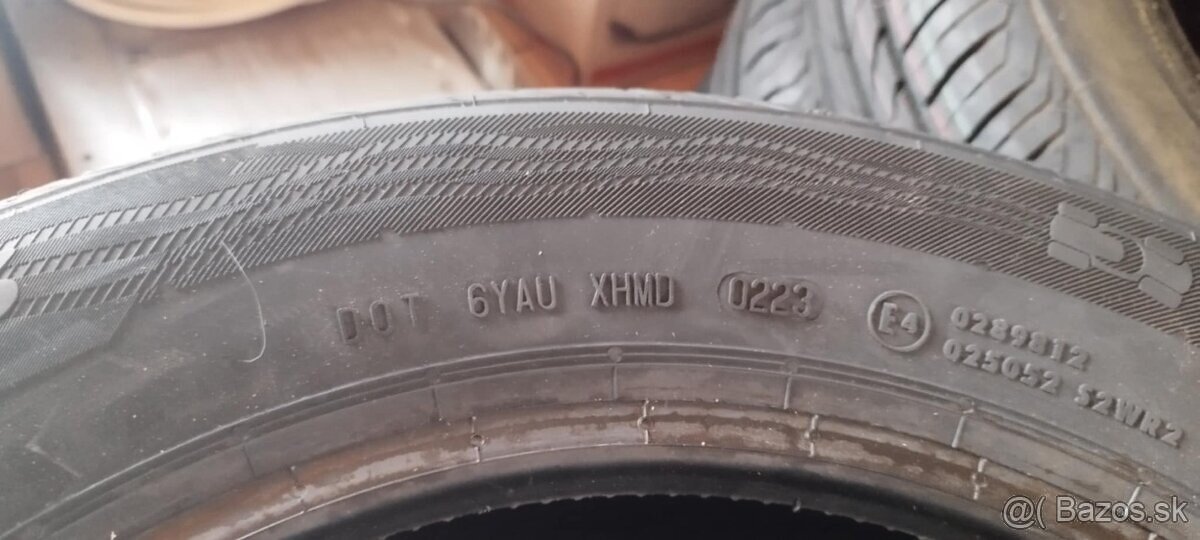 DOT 6YAU XHMD 0223
E4 0289812
025052 S2WR2
@( Bazos.sk